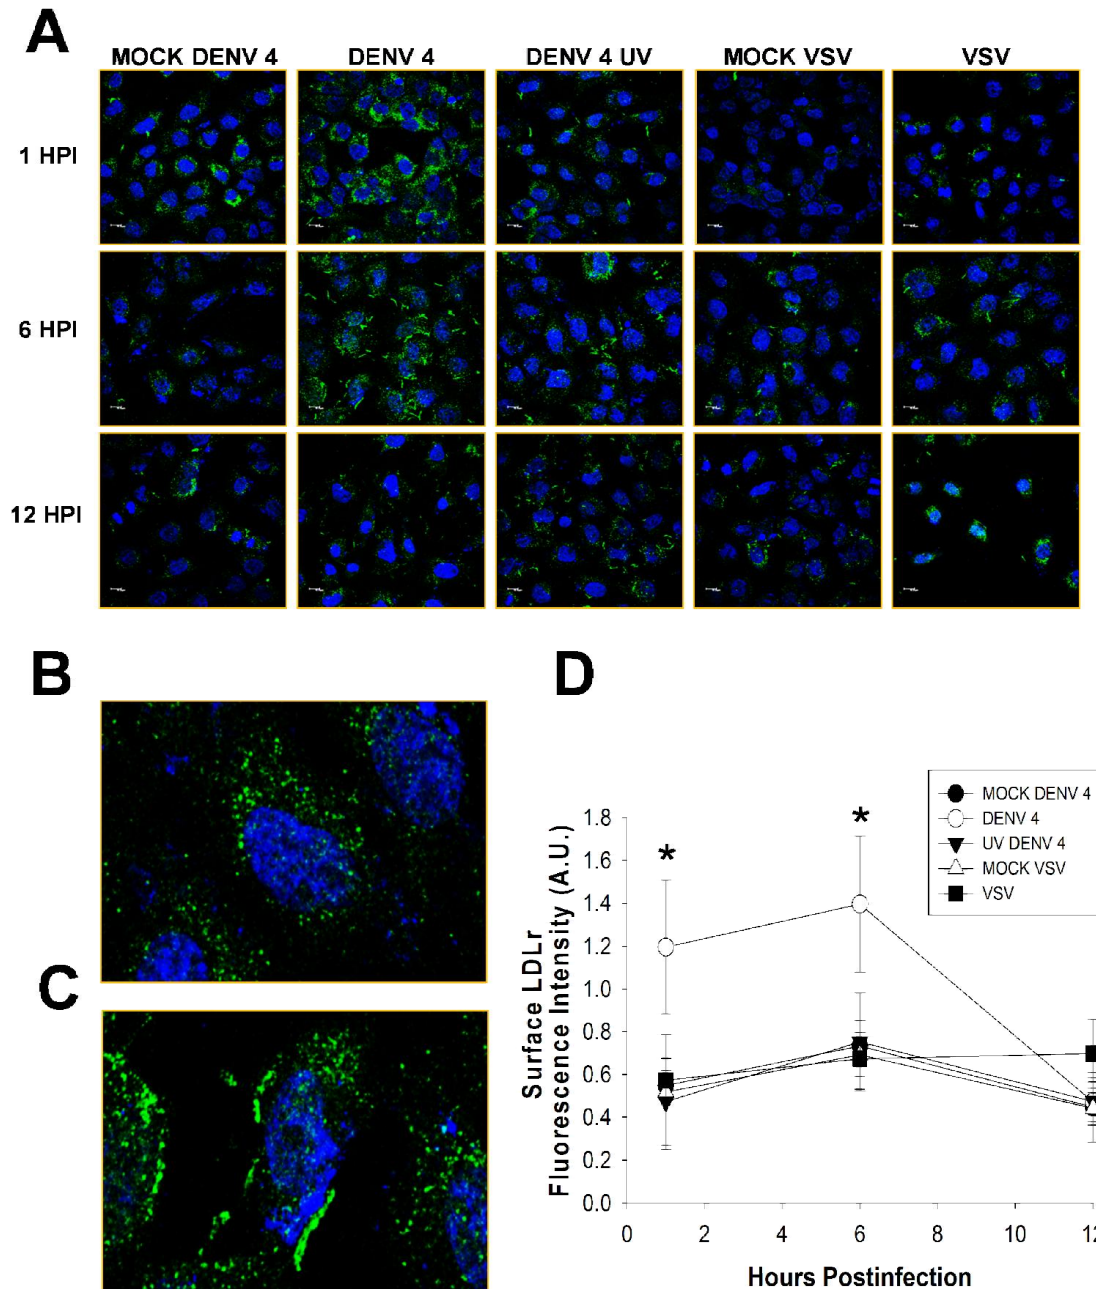 A
MOCK DENV 4 DENV 4 DENV 4 UV MOCK VSV VSV
1 HPI
6 HPI
12 HPI
B
C
D
MOCK DENV 4
DENV 4
UV DENV 4
MOCK VSV
VSV
* *
Surface LDLr
Fluorescence Intensity (A.U.)
1.8
1.6
1.4
1.2
1.0
0.8
0.6
0.4
0.2
0.0
0 2 4 6 8 10 12
Hours Postinfection